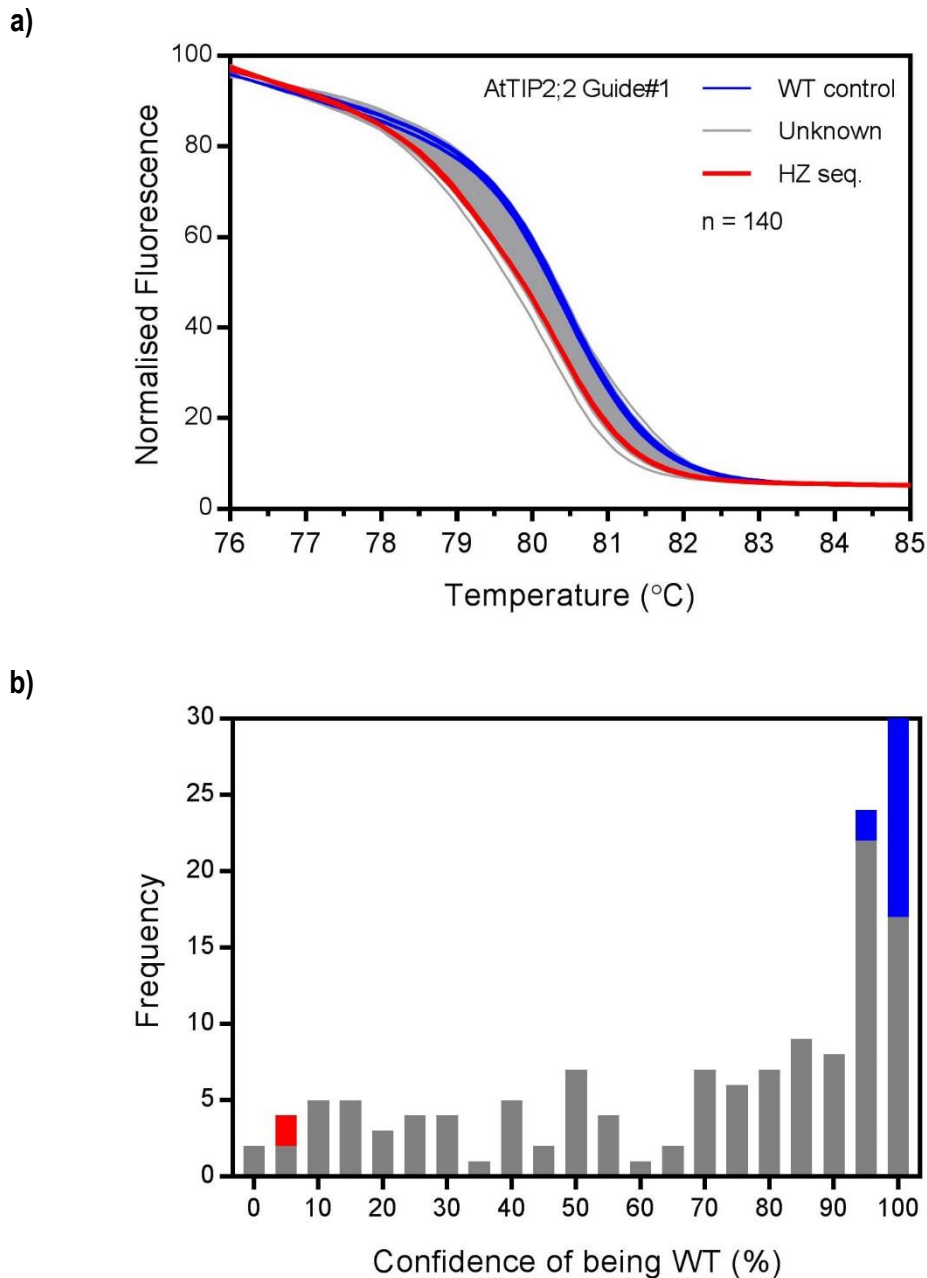 a)
100
80
60
40
20
0
Normalised Fluorescence
AtTIP2;2 Guide#1
WT control
Unknown
HZ seq.
n = 140
76 77 78 79 80 81 82 83 84 85
Temperature (°C)
b)
30
25
20
15
10
5
0
Frequency
0 10 20 30 40 50 60 70 80 90 100
Confidence of being WT (%)